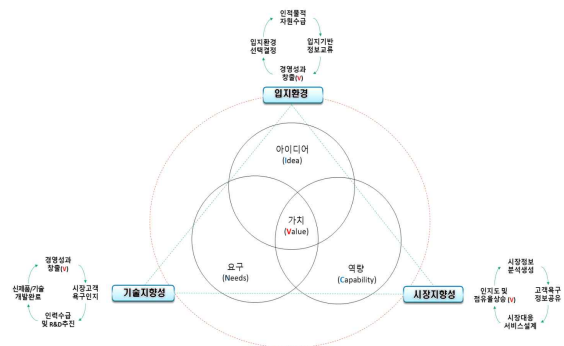 인적물적
자원수급
입지환경
선택결정
입지기반
정보교류
경영성과
창출(V)
입지환경
아이디어
(Idea)
가치
(Value)
요구
(Needs)
역량
(Capability)
경영성과
창출(V)
신제품/기술
개발완료
시장고객
욕구인지
인력수급
및 R&D추진
기술지향성
시장지향성
시장정보
분석생성
인지도 및
점유율상승(V)
고객욕구
정보공유
시장대응
서비스설계